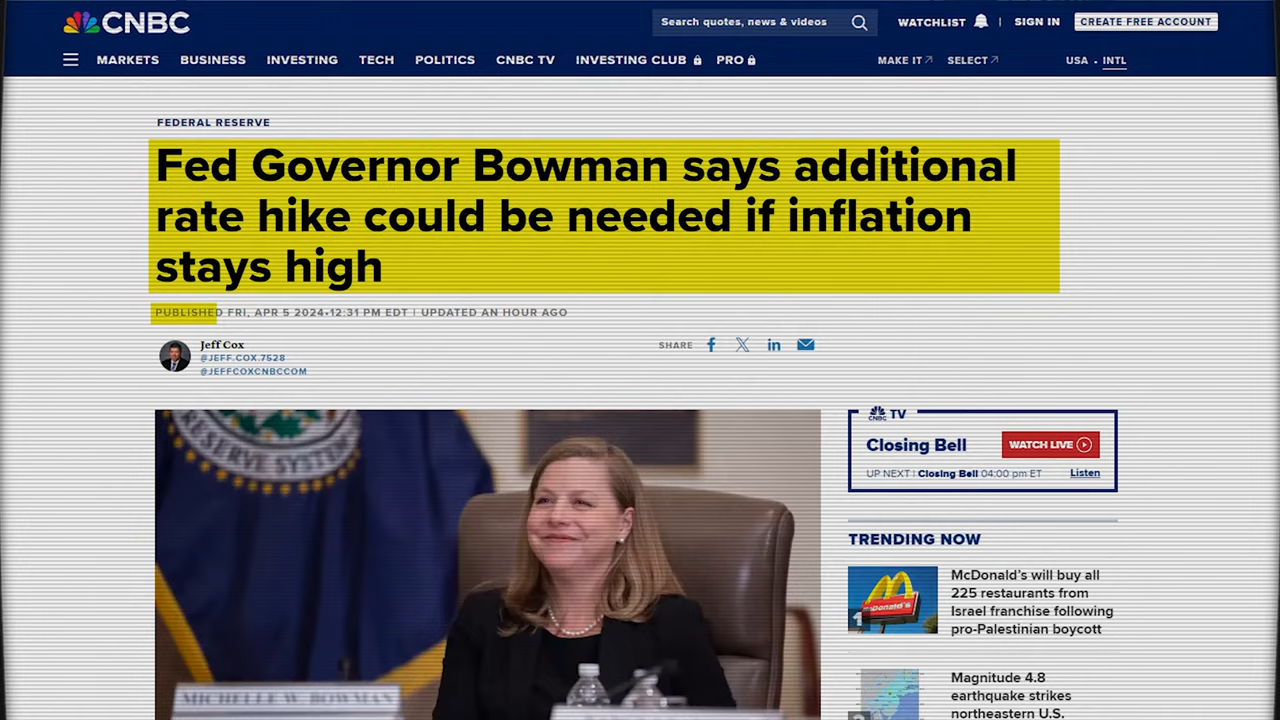 CNBC
Search quotes, news & videos
WATCHLIST
SIGN IN
CREATE FREE ACCOUNT
MARKETS BUSINESS INVESTING TECH POLITICS CNBC TV INVESTING CLUB PRO
MAKE IT SELECT
USA • INTL
FEDERAL RESERVE
Fed Governor Bowman says additional
rate hike could be needed if inflation
stays high
PUBLISHED FRI, APR 5 2024•12:31 PM EDT | UPDATED AN HOUR AGO
Jeff Cox
@JEFF.COX.7528
@JEFFCOXCNBCCOM
SHARE
RESERVE SYSTEM
MICHELLE W. BOWMAN
CNBC TV
Closing Bell
WATCH LIVE
UP NEXT | Closing Bell 04:00 pm ET
Listen
TRENDING NOW
1
McDonald's
McDonald's will buy all
225 restaurants from
Israel franchise following
pro-Palestinian boycott
Magnitude 4.8
earthquake strikes
northeastern U.S.